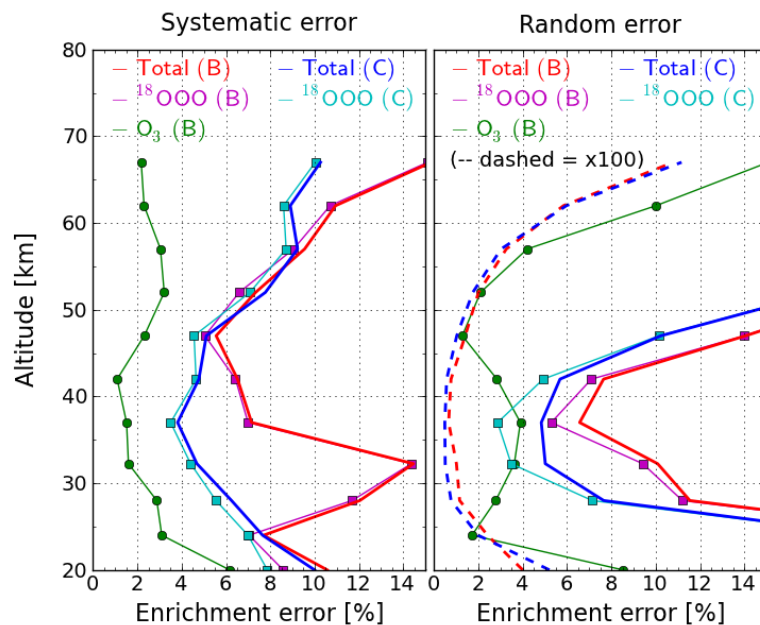 Systematic error
Random error
80
70
60
50
40
30
20
Altitude [km]
— Total (B)
— Total (C)
— ¹⁸OOO (B)
— ¹⁸OOO (C)
— O₃ (B)
0 2 4 6 8 10 12 14
Enrichment error [%]
— Total (B)
— Total (C)
— ¹⁸OOO (B)
— ¹⁸OOO (C)
— O₃ (B)
(-- dashed = x100)
0 2 4 6 8 10 12 14
Enrichment error [%]